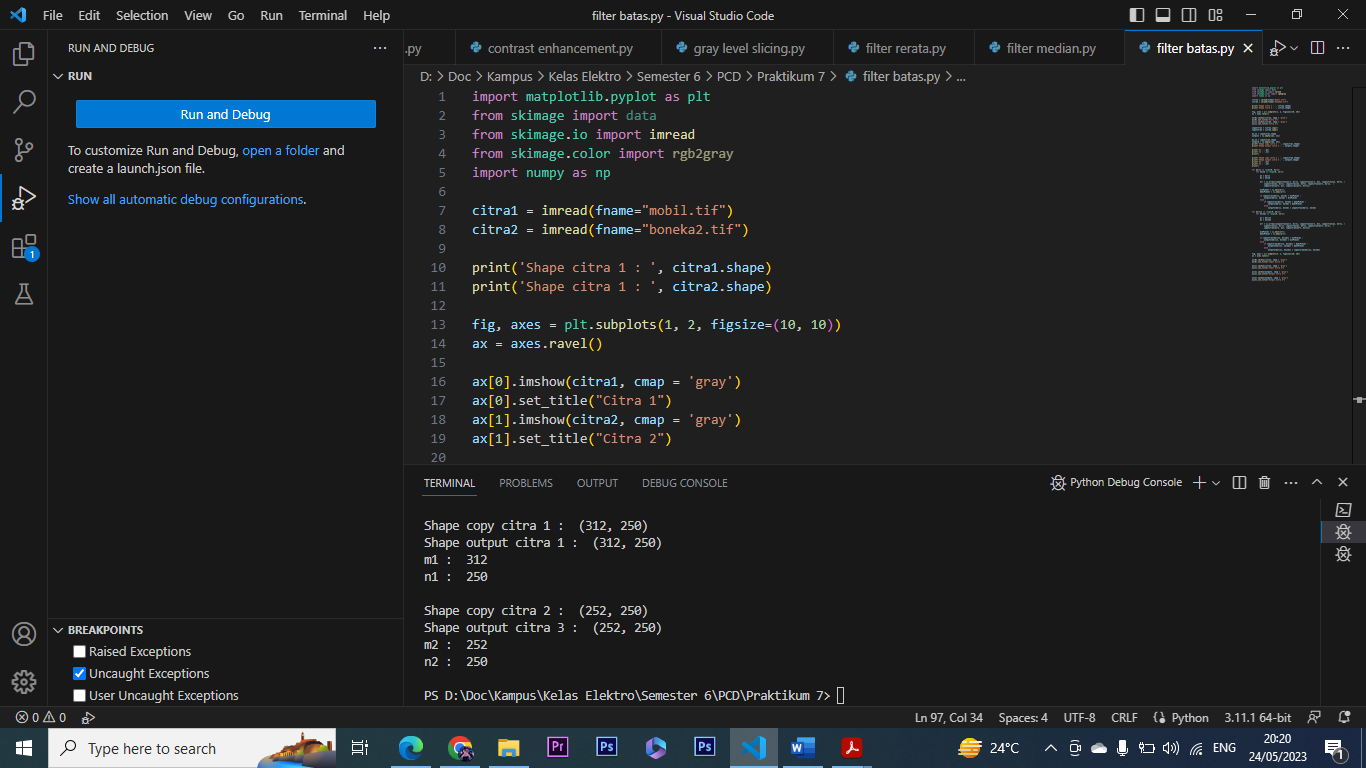 File Edit Selection View Go Run Terminal Help
filter batas.py - Visual Studio Code
RUN AND DEBUG
.py
contrast enhancement.py
gray level slicing.py
filter rerata.py
filter median.py
filter batas.py
RUN
Run and Debug
To customize Run and Debug, open a folder and
create a launch.json file.
Show all automatic debug configurations.
1
D: > Doc > Kampus > Kelas Elektro > Semester 6 > PCD > Praktikum 7 > filter batas.py > ...
1 import matplotlib.pyplot as plt
2 from skimage import data
3 from skimage.io import imread
4 from skimage.color import rgb2gray
5 import numpy as np
6
7 citra1 = imread(fname="mobil.tif")
8 citra2 = imread(fname="boneka2.tif")
9
10 print('Shape citra 1 : ', citra1.shape)
11 print('Shape citra 1 : ', citra2.shape)
12
13 fig, axes = plt.subplots(1, 2, figsize=(10, 10))
14 ax = axes.ravel()
15
16 ax[0].imshow(citra1, cmap = 'gray')
17 ax[0].set_title("Citra 1")
18 ax[1].imshow(citra2, cmap = 'gray')
19 ax[1].set_title("Citra 2")
20
TERMINAL PROBLEMS OUTPUT DEBUG CONSOLE
Python Debug Console
Shape copy citra 1 :  (312, 250)
Shape output citra 1 :  (312, 250)
m1 :  312
n1 :  250
Shape copy citra 2 :  (252, 250)
Shape output citra 3 :  (252, 250)
m2 :  252
n2 :  250
PS D:\Doc\Kampus\Kelas Elektro\Semester 6\PCD\Praktikum 7>
BREAKPOINTS
Raised Exceptions
Uncaught Exceptions
User Uncaught Exceptions
0 0
Ln 97, Col 34 Spaces: 4 UTF-8 CRLF Python 3.11.1 64-bit
Type here to search
Pr
Ps
Ps
24°C
ENG
20:20
24/05/2023
1